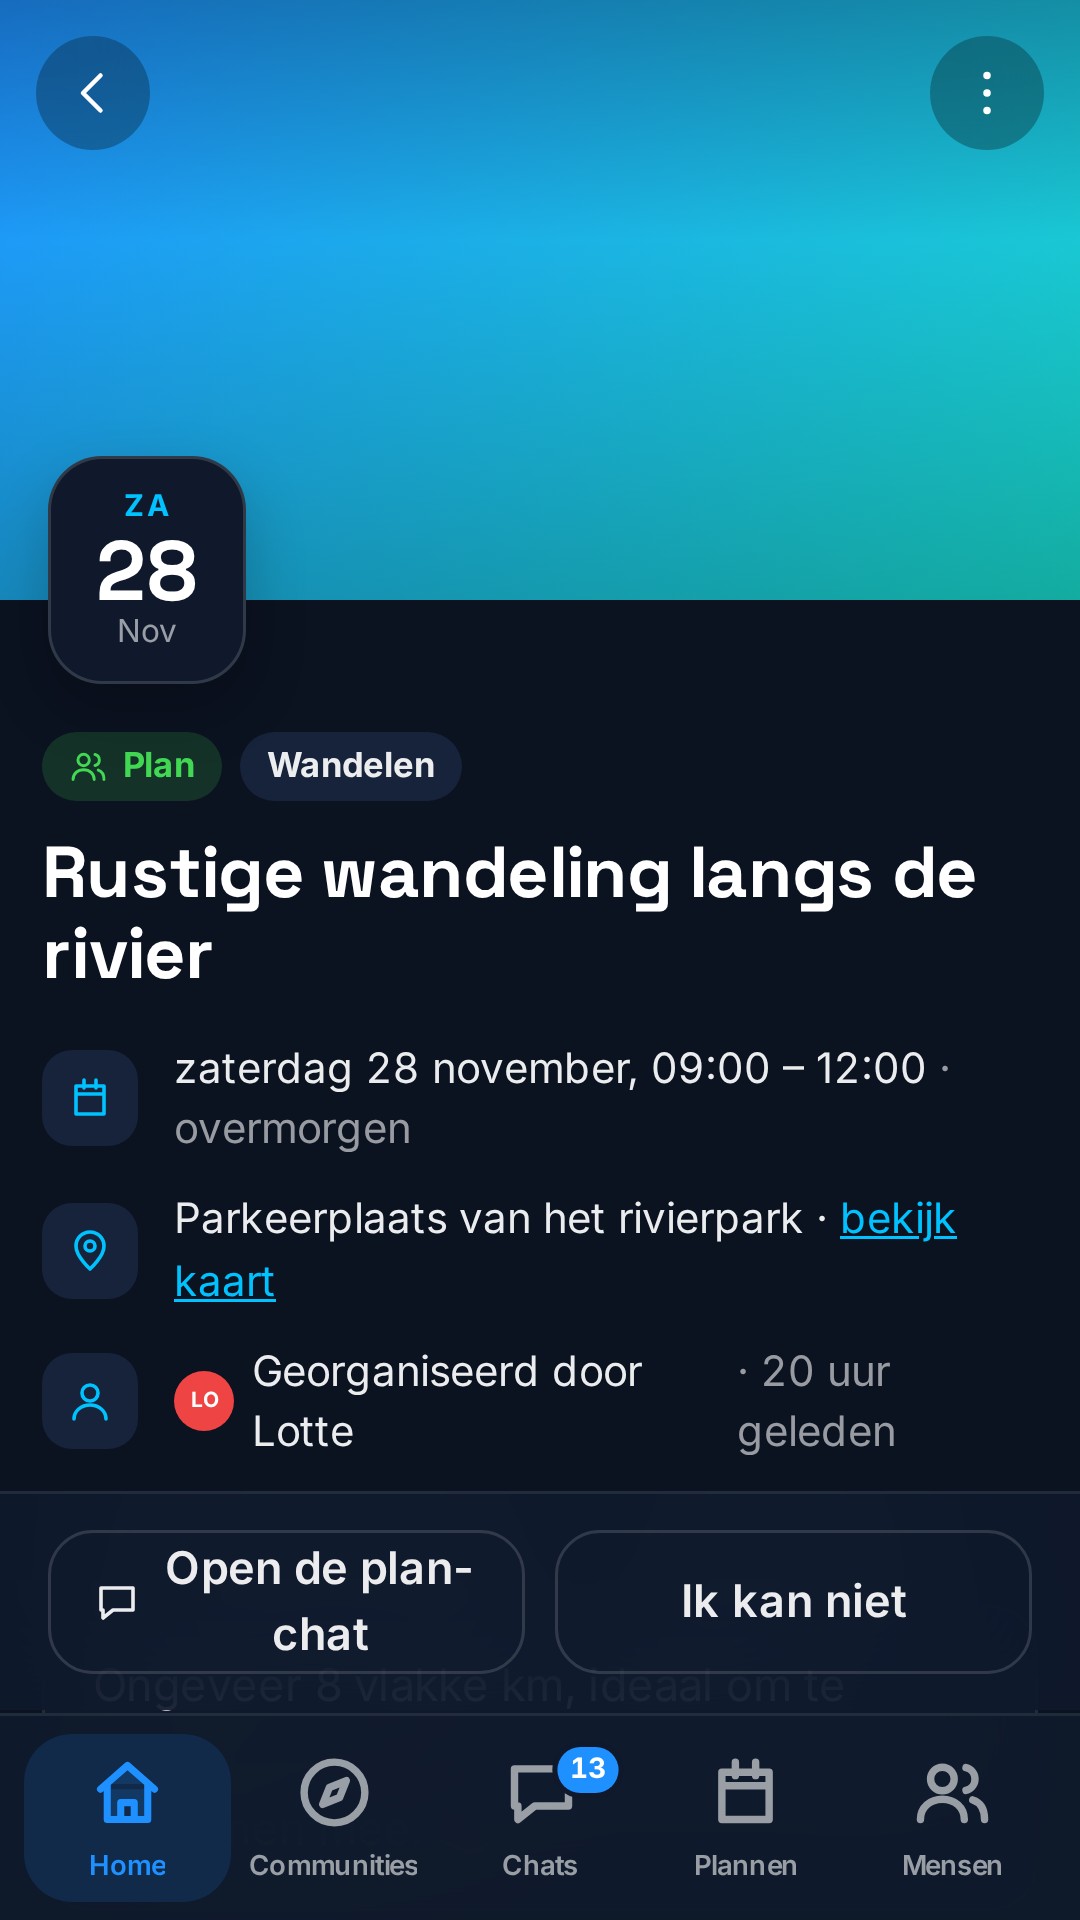 ZA
28
Nov
Plan
Wandelen
Rustige wandeling langs de
rivier
zaterdag 28 november, 09:00 – 12:00 ·
overmorgen
Parkeerplaats van het rivierpark · bekijk
kaart
LO
Georganiseerd door
Lotte
· 20 uur
geleden
Open de plan-
chat
Ik kan niet
Ongeveer 8 vlakke km, ideaal om te
13
Home
Communities
Chats
Plannen
Mensen